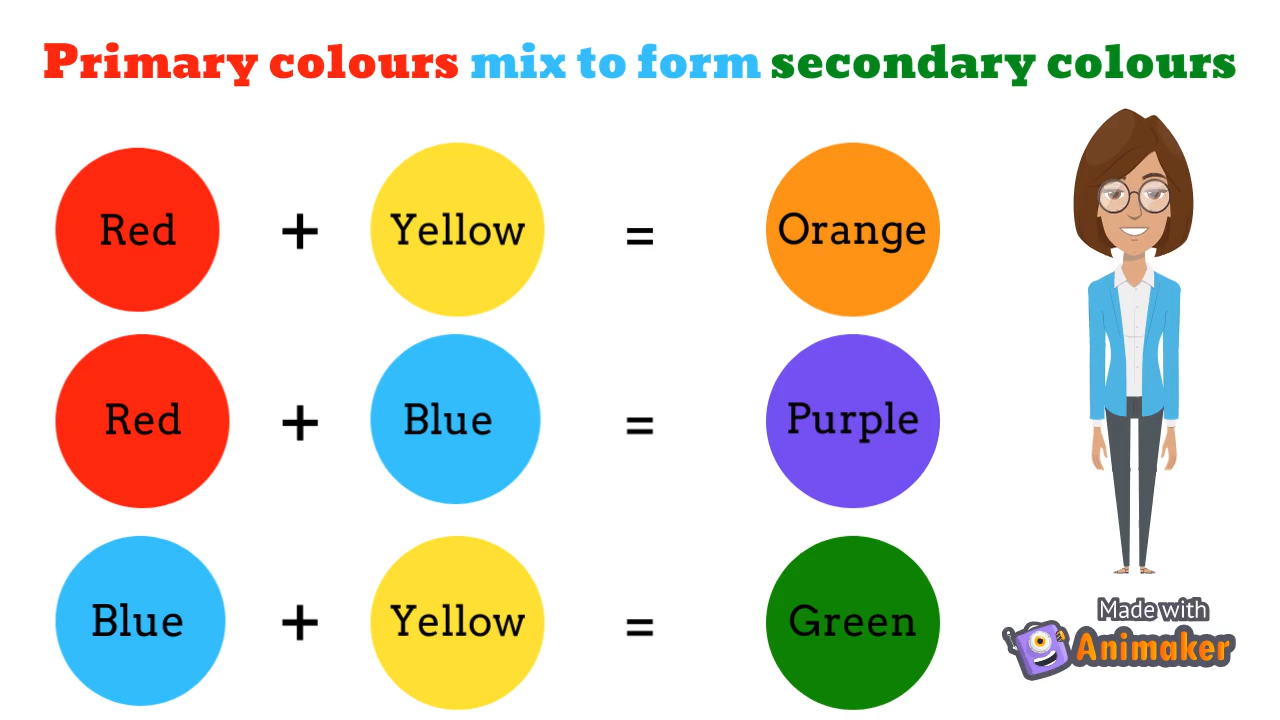 Primary colours mix to form secondary colours
Red + Yellow = Orange
Red + Blue = Purple
Blue + Yellow = Green
Made with
Animaker